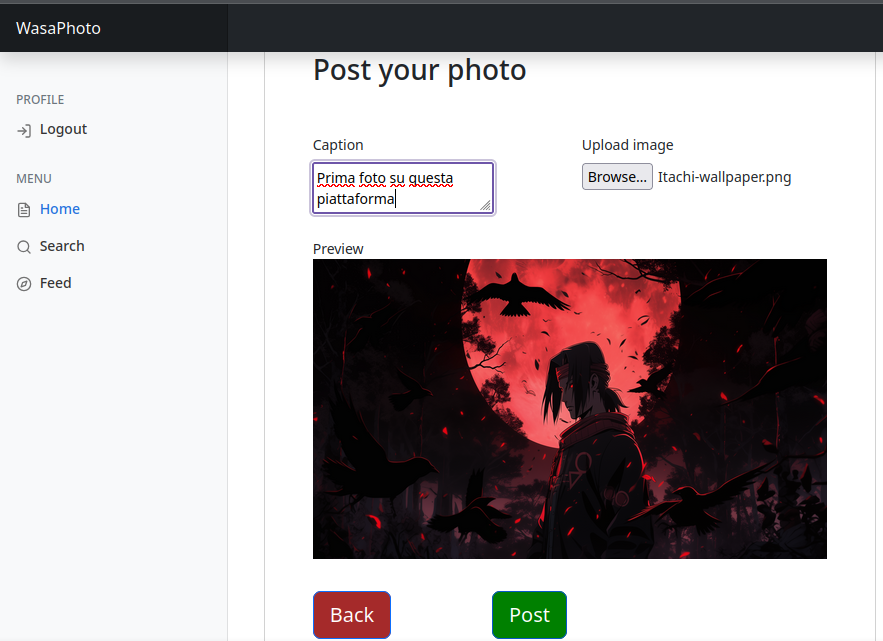 WasaPhoto
PROFILE
Logout
MENU
Home
Search
Feed
Post your photo
Caption
Prima foto su questa
piattaforma
Upload image
Browse... Itachi-wallpaper.png
Preview
Back
Post